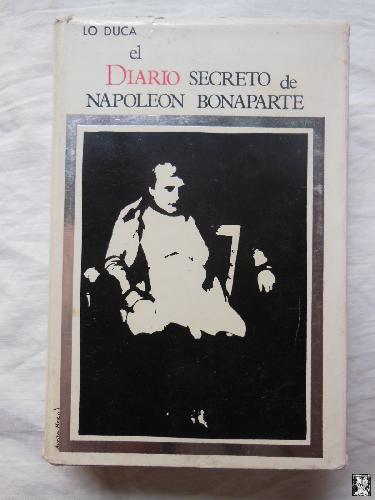 LO DUCA
el
DIARIO SECRETO de
NAPOLEON BONAPARTE